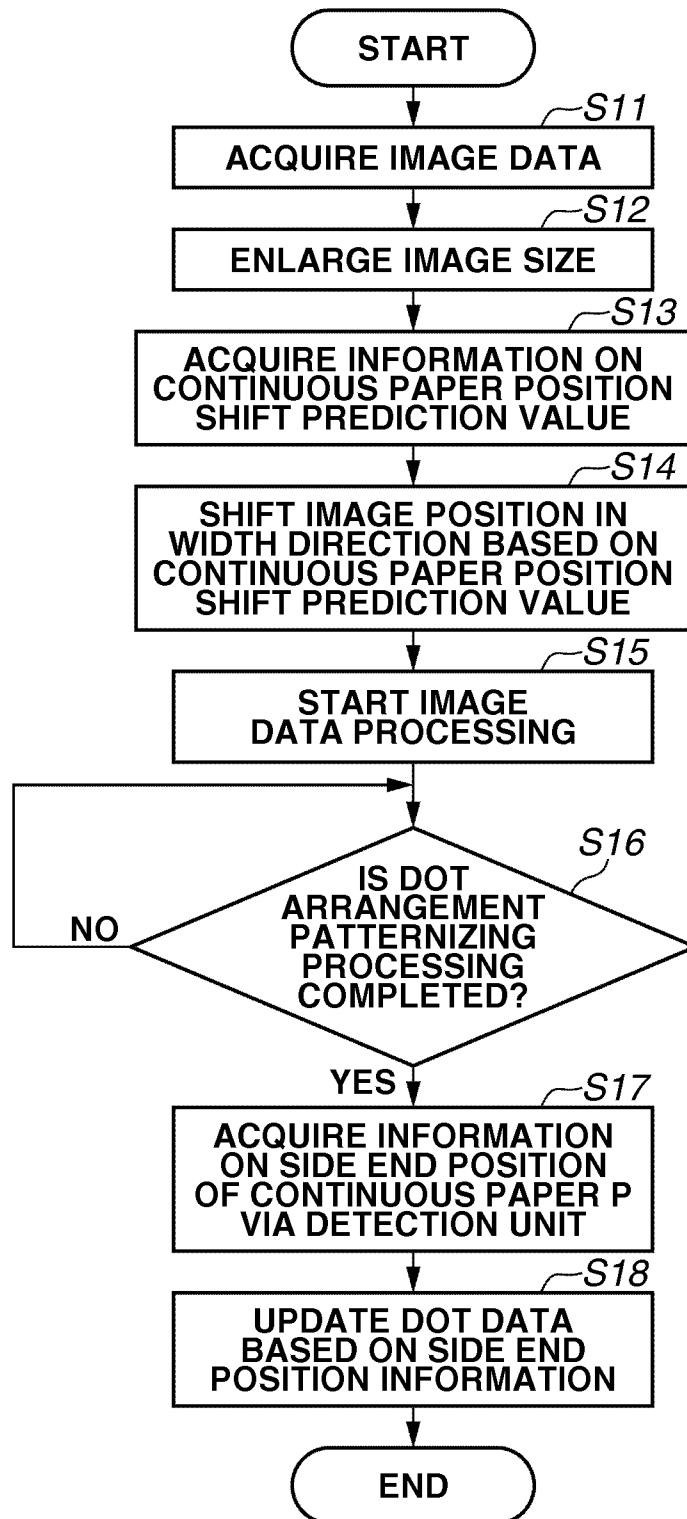 START
S11
ACQUIRE IMAGE DATA
S12
ENLARGE IMAGE SIZE
S13
ACQUIRE INFORMATION ON
CONTINUOUS PAPER POSITION
SHIFT PREDICTION VALUE
S14
SHIFT IMAGE POSITION IN
WIDTH DIRECTION BASED ON
CONTINUOUS PAPER POSITION
SHIFT PREDICTION VALUE
S15
START IMAGE
DATA PROCESSING
S16
IS DOT
ARRANGEMENT
PATTERNIZING
PROCESSING
COMPLETED?
NO
YES
S17
ACQUIRE INFORMATION
ON SIDE END POSITION
OF CONTINUOUS PAPER P
VIA DETECTION UNIT
S18
UPDATE DOT DATA
BASED ON SIDE END
POSITION INFORMATION
END